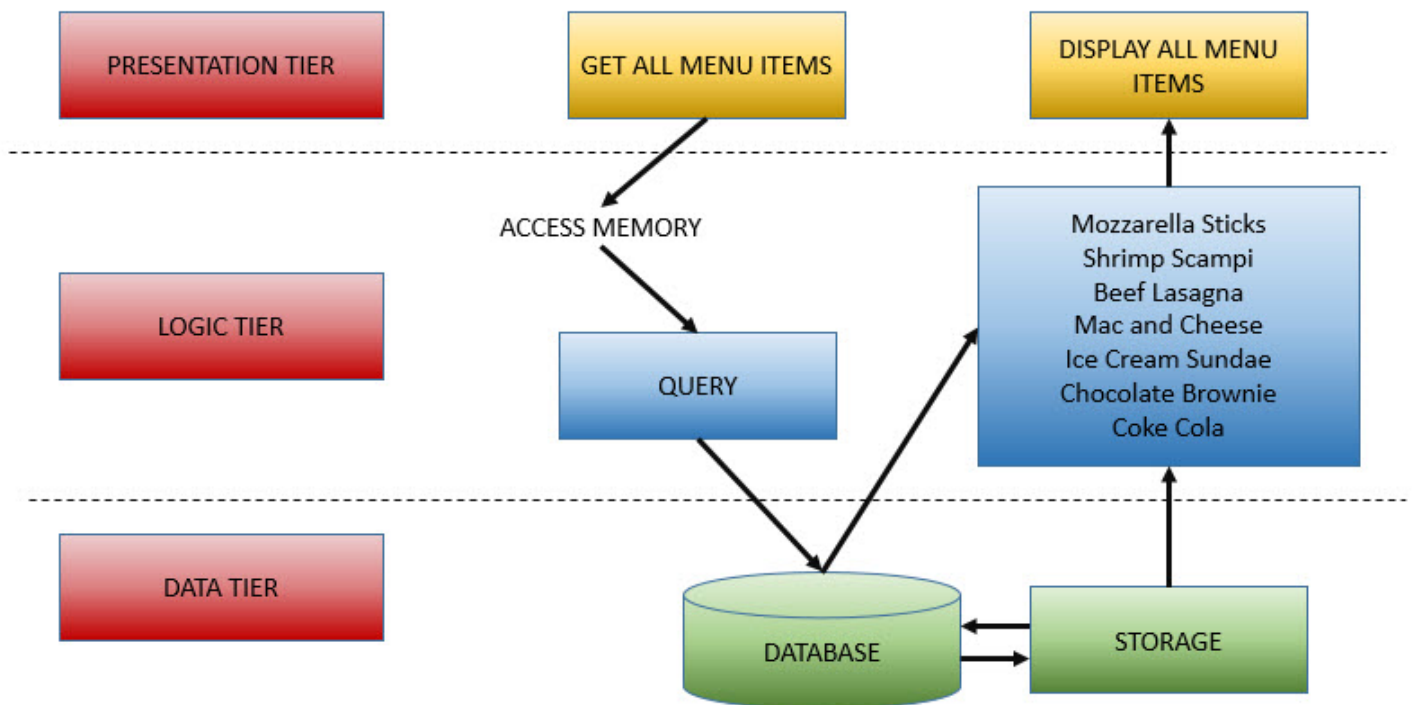 PRESENTATION TIER
GET ALL MENU ITEMS
DISPLAY ALL MENU
ITEMS
ACCESS MEMORY
LOGIC TIER
QUERY
Mozzarella Sticks
Shrimp Scampi
Beef Lasagna
Mac and Cheese
Ice Cream Sundae
Chocolate Brownie
Coke Cola
DATA TIER
DATABASE
STORAGE